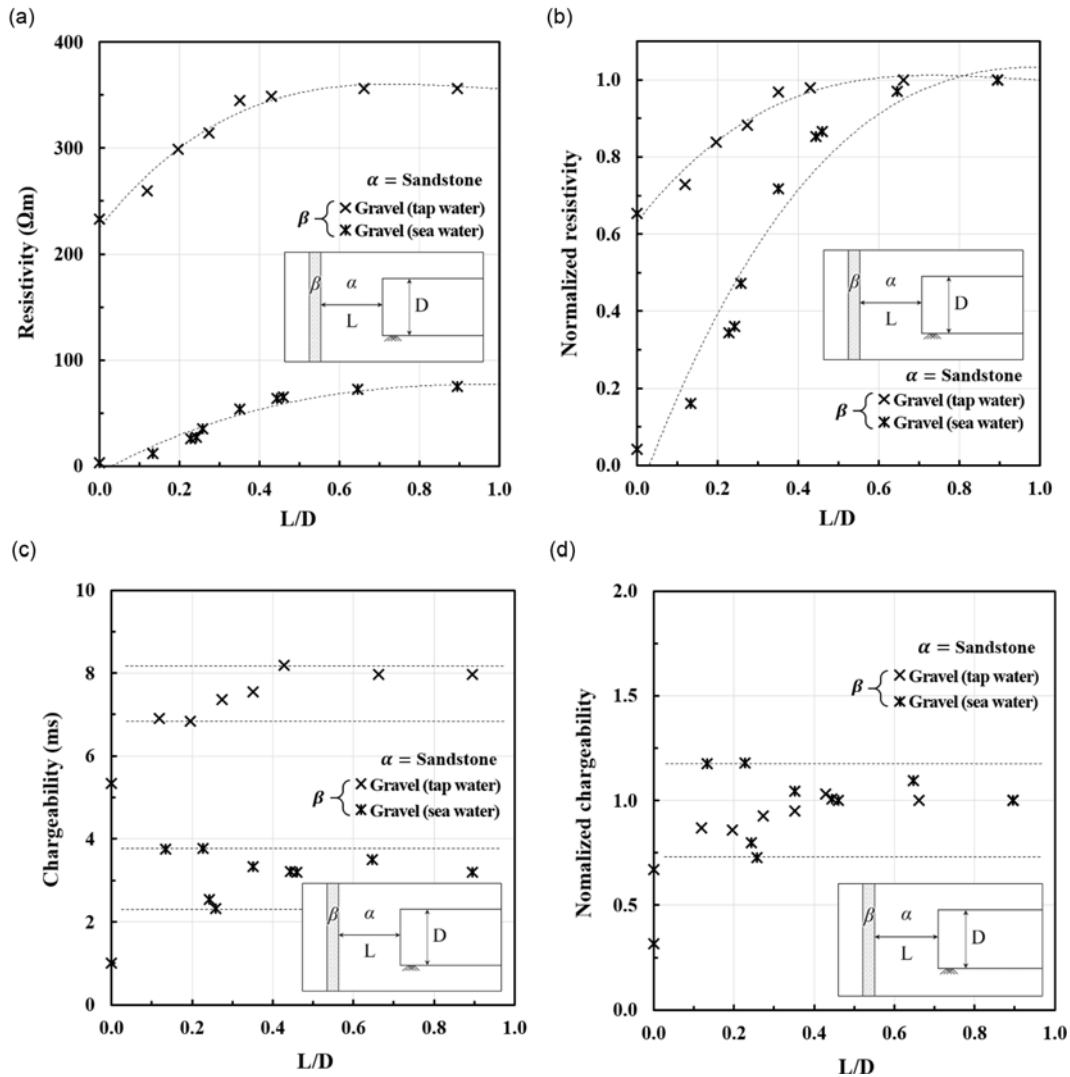 (a)
400
300
200
100
0
0.0 0.2 0.4 0.6 0.8 1.0
Resistivity (Ωm)
L/D
α = Sandstone
β { × Gravel (tap water)
Gravel (sea water)
β α
L D
(b)
1.0
0.8
0.6
0.4
0.2
0.0
0.0 0.2 0.4 0.6 0.8 1.0
Normalized resistivity
L/D
β α
L D
α = Sandstone
β { × Gravel (tap water)
Gravel (sea water)
(c)
10
8
6
4
2
0
0.0 0.2 0.4 0.6 0.8 1.0
Chargeability (ms)
L/D
α = Sandstone
β { × Gravel (tap water)
Gravel (sea water)
β α
L D
(d)
2.0
1.5
1.0
0.5
0.0
0.0 0.2 0.4 0.6 0.8 1.0
Nomalized chargeability
L/D
α = Sandstone
β { × Gravel (tap water)
Gravel (sea water)
β α
L D